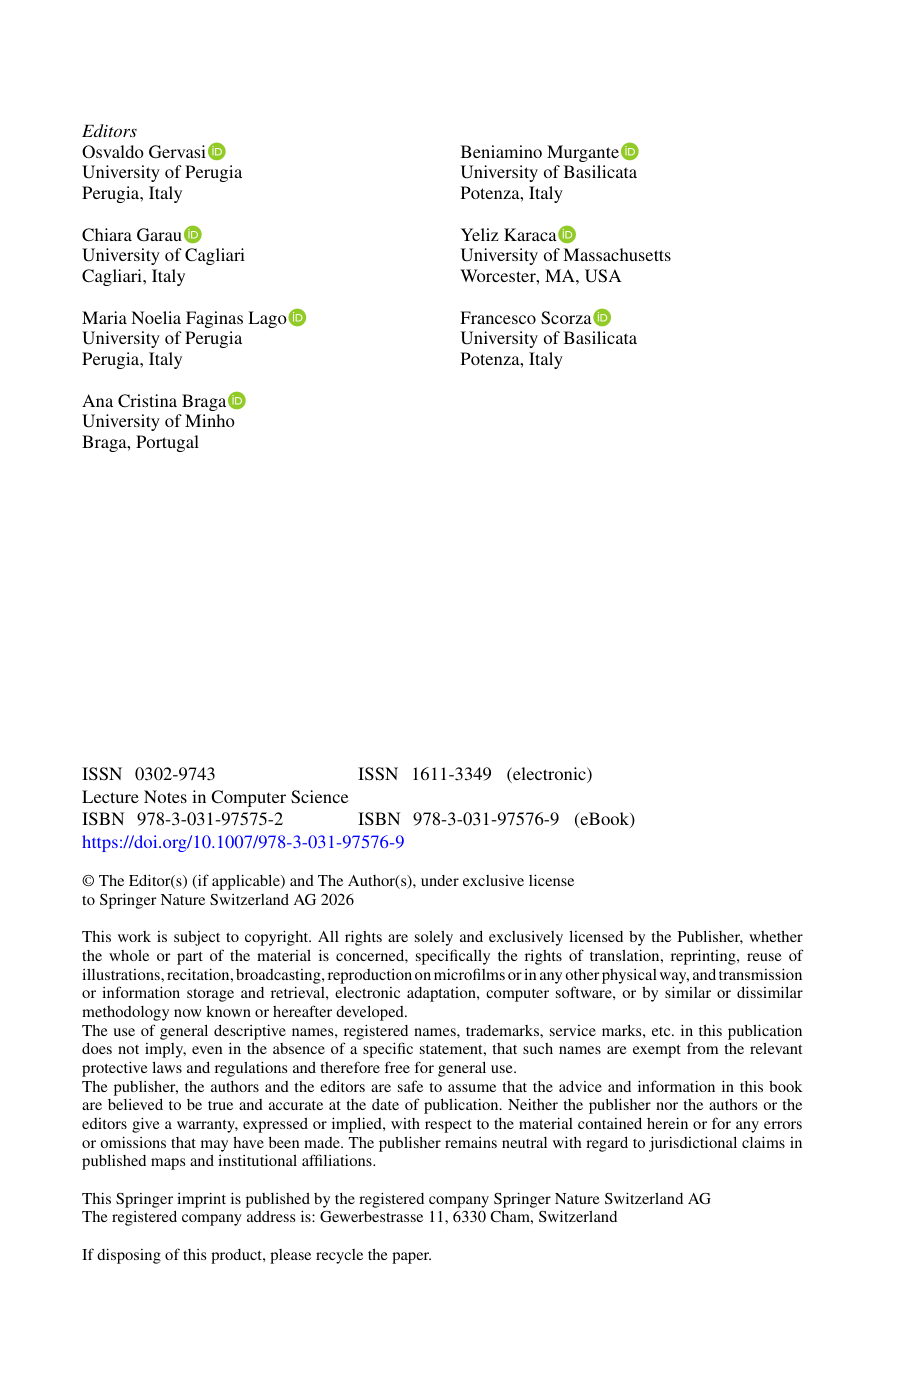 Editors
Osvaldo Gervasi
University of Perugia
Perugia, Italy
Beniamino Murgante
University of Basilicata
Potenza, Italy
Chiara Garau
University of Cagliari
Cagliari, Italy
Yeliz Karaca
University of Massachusetts
Worcester, MA, USA
Maria Noelia Faginas Lago
University of Perugia
Perugia, Italy
Francesco Scorza
University of Basilicata
Potenza, Italy
Ana Cristina Braga
University of Minho
Braga, Portugal
ISSN 0302-9743 ISSN 1611-3349 (electronic)
Lecture Notes in Computer Science
ISBN 978-3-031-97575-2 ISBN 978-3-031-97576-9 (eBook)
https://doi.org/10.1007/978-3-031-97576-9
© The Editor(s) (if applicable) and The Author(s), under exclusive license
to Springer Nature Switzerland AG 2026
This work is subject to copyright. All rights are solely and exclusively licensed by the Publisher, whether
the whole or part of the material is concerned, specifically the rights of translation, reprinting, reuse of
illustrations, recitation, broadcasting, reproduction on microfilms or in any other physical way, and transmission
or information storage and retrieval, electronic adaptation, computer software, or by similar or dissimilar
methodology now known or hereafter developed.
The use of general descriptive names, registered names, trademarks, service marks, etc. in this publication
does not imply, even in the absence of a specific statement, that such names are exempt from the relevant
protective laws and regulations and therefore free for general use.
The publisher, the authors and the editors are safe to assume that the advice and information in this book
are believed to be true and accurate at the date of publication. Neither the publisher nor the authors or the
editors give a warranty, expressed or implied, with respect to the material contained herein or for any errors
or omissions that may have been made. The publisher remains neutral with regard to jurisdictional claims in
published maps and institutional affiliations.
This Springer imprint is published by the registered company Springer Nature Switzerland AG
The registered company address is: Gewerbestrasse 11, 6330 Cham, Switzerland
If disposing of this product, please recycle the paper.